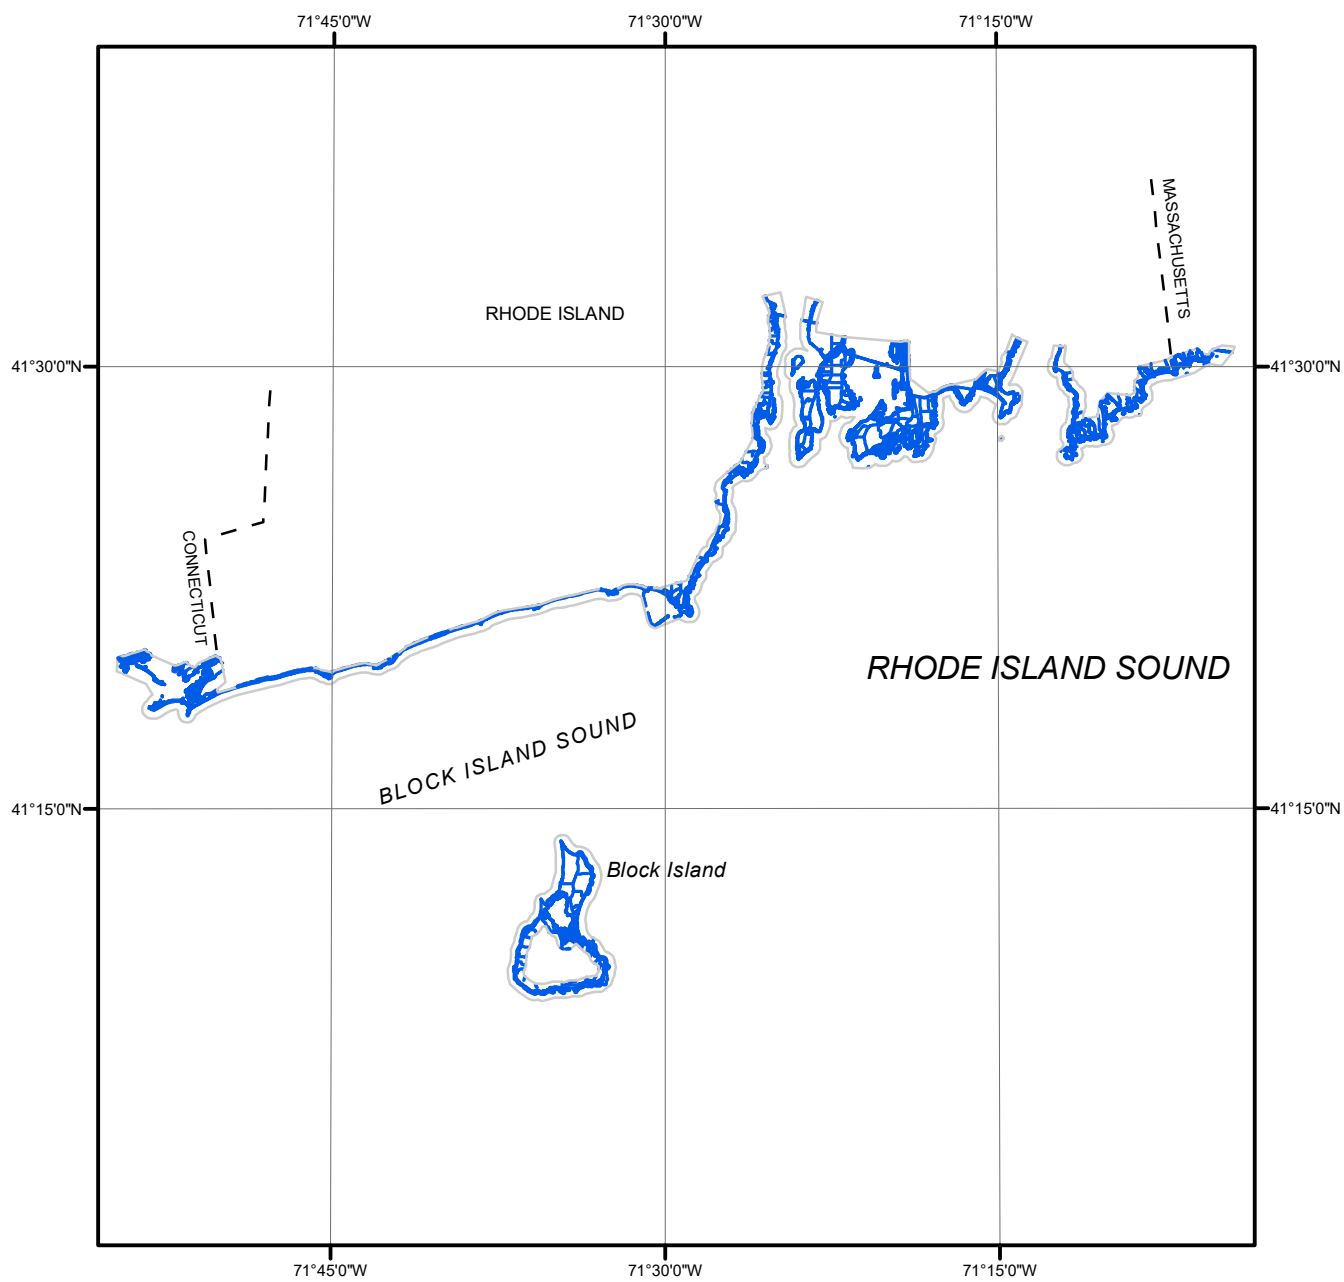 71°45'0"W
71°30'0"W
71°15'0"W
MASSACHUSETTS
RHODE ISLAND
41°30'0"N
41°30'0"N
CONNECTICUT
RHODE ISLAND SOUND
BLOCK ISLAND SOUND
41°15'0"N
41°15'0"N
Block Island
71°45'0"W
71°30'0"W
71°15'0"W